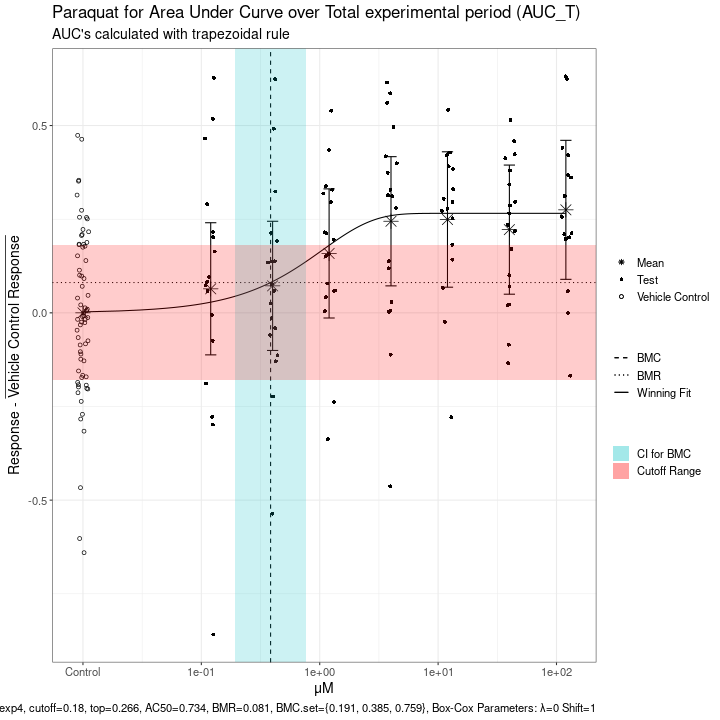 Paraquat for Area Under Curve over Total experimental period (AUC_T)
AUC's calculated with trapezoidal rule
Response - Vehicle Control Response
0.5
0.0
-0.5
Control
1e-01
1e+00
1e+01
1e+02
μM
Mean
Test
Vehicle Control
BMC
BMR
Winning Fit
CI for BMC
Cutoff Range
exp4, cutoff=0.18, top=0.266, AC50=0.734, BMR=0.081, BMC.set={0.191, 0.385, 0.759}, Box-Cox Parameters: λ=0 Shift=1